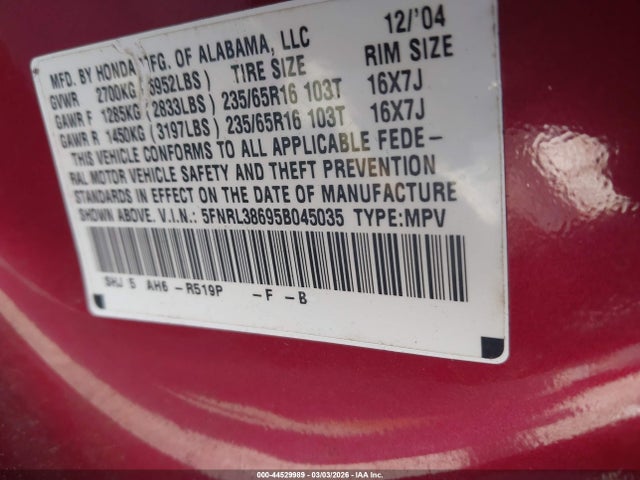 MFD. BY HONDA MFG. OF ALABAMA, LLC 12/'04
GVWR 2700KG (5952LBS) TIRE SIZE RIM SIZE
GAWR F 1285KG (2833LBS) 235/65R16 103T 16X7J
GAWR R 1450KG (3197LBS) 235/65R16 103T 16X7J
THIS VEHICLE CONFORMS TO ALL APPLICABLE FEDE-
RAL MOTOR VEHICLE SAFETY AND THEFT PREVENTION
STANDARDS IN EFFECT ON THE DATE OF MANUFACTURE
SHOWN ABOVE. V.I.N.: 5FNRL38695B045035 TYPE:MPV
SHJ 5 AH6 -R519P -F -B
000-44529989 - 03/03/2026 - IAA Inc.